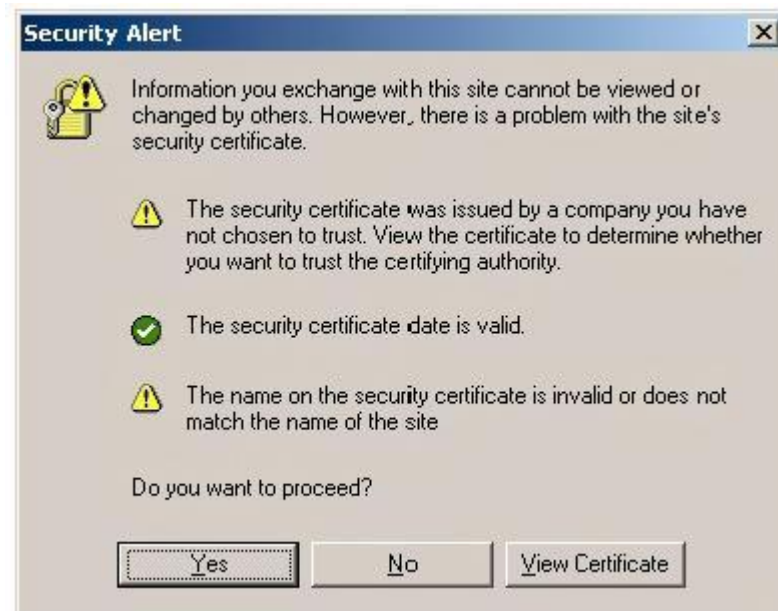 Security Alert
Information you exchange with this site cannot be viewed or
changed by others. However, there is a problem with the site's
security certificate.
The security certificate was issued by a company you have
not chosen to trust. View the certificate to determine whether
you want to trust the certifying authority.
The security certificate date is valid.
The name on the security certificate is invalid or does not
match the name of the site
Do you want to proceed?
Yes
No
View Certificate